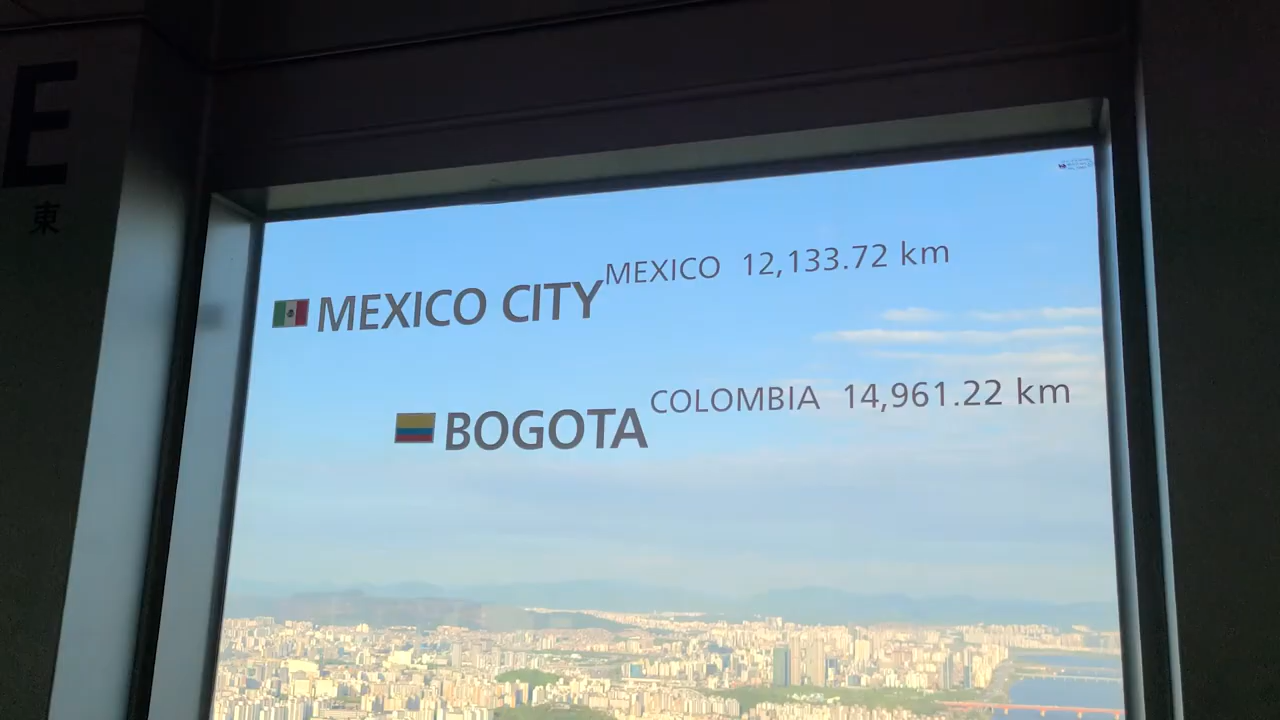 E
東
MEXICO CITY MEXICO 12,133.72 km
BOGOTA COLOMBIA 14,961.22 km